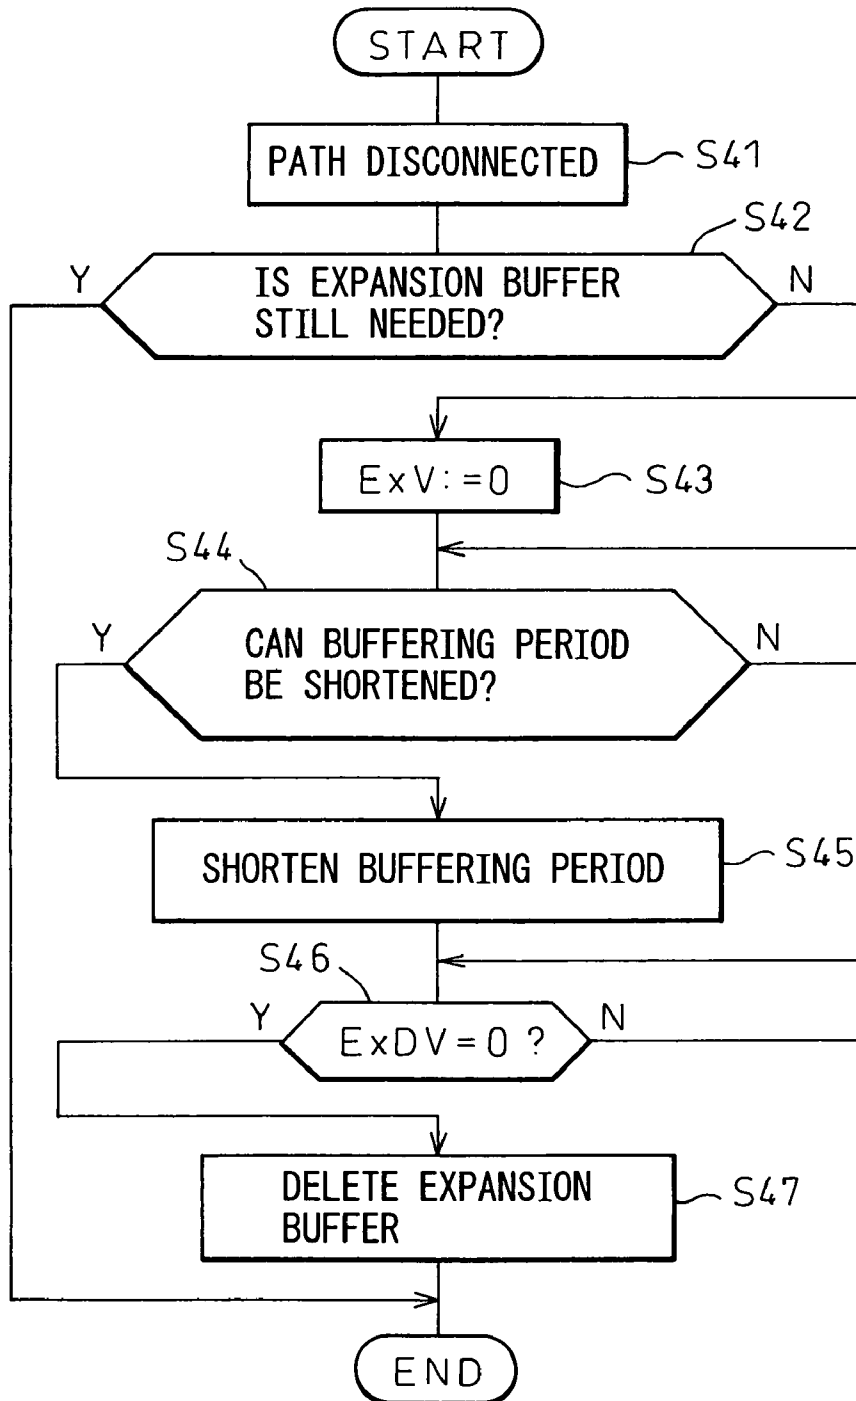 START
PATH DISCONNECTED
S41
S42
Y
N
IS EXPANSION BUFFER
STILL NEEDED?
ExV:=0
S43
S44
Y
N
CAN BUFFERING PERIOD
BE SHORTENED?
SHORTEN BUFFERING PERIOD
S45
S46
Y
N
ExDV=0 ?
DELETE EXPANSION
BUFFER
S47
END